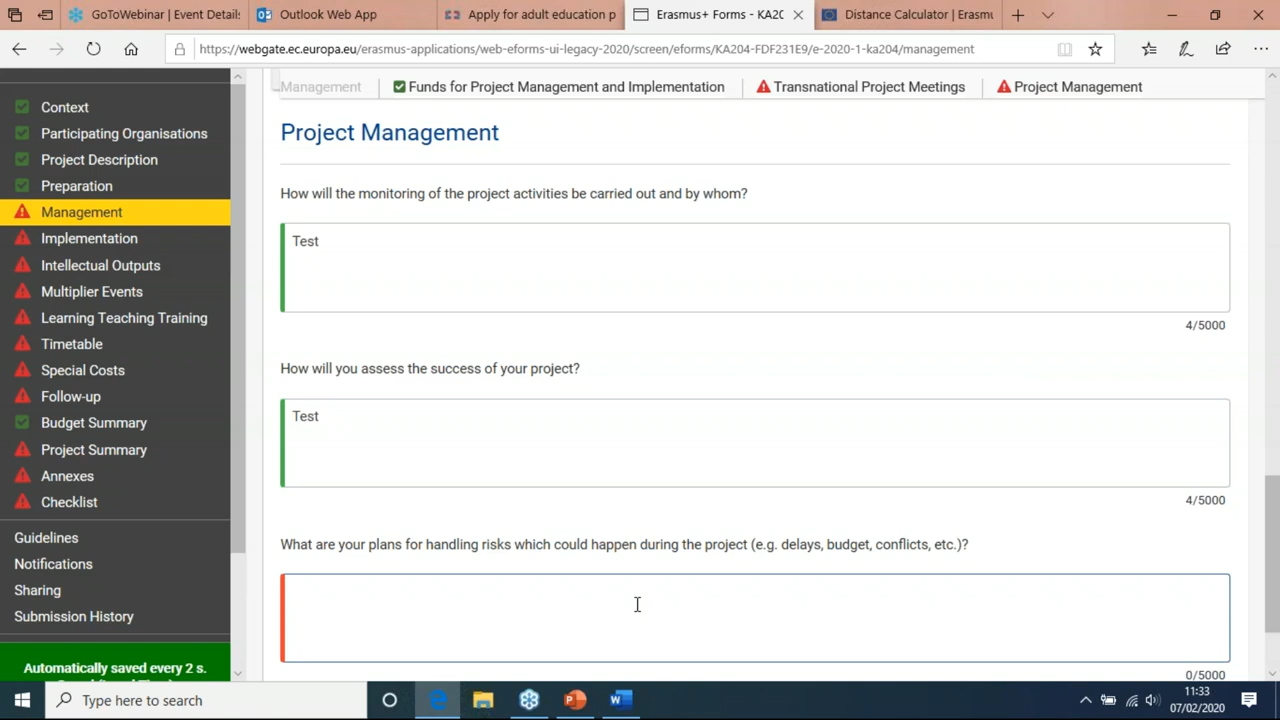 GoToWebinar | Event Details
Outlook Web App
Apply for adult education p
Erasmus+ Forms - KA20
Distance Calculator | Erasmu
https://webgate.ec.europa.eu/erasmus-applications/web-eforms-ui-legacy-2020/screen/eforms/KA204-FDF231E9/e-2020-1-ka204/management
Management
Funds for Project Management and Implementation
Transnational Project Meetings
Project Management
Context
Participating Organisations
Project Description
Preparation
Management
Implementation
Intellectual Outputs
Multiplier Events
Learning Teaching Training
Timetable
Special Costs
Follow-up
Budget Summary
Project Summary
Annexes
Checklist
Guidelines
Notifications
Sharing
Submission History
Automatically saved every 2 s.
Project Management
How will the monitoring of the project activities be carried out and by whom?
Test
4/5000
How will you assess the success of your project?
Test
4/5000
What are your plans for handling risks which could happen during the project (e.g. delays, budget, conflicts, etc.)?
0/5000
Type here to search
11:33
07/02/2020